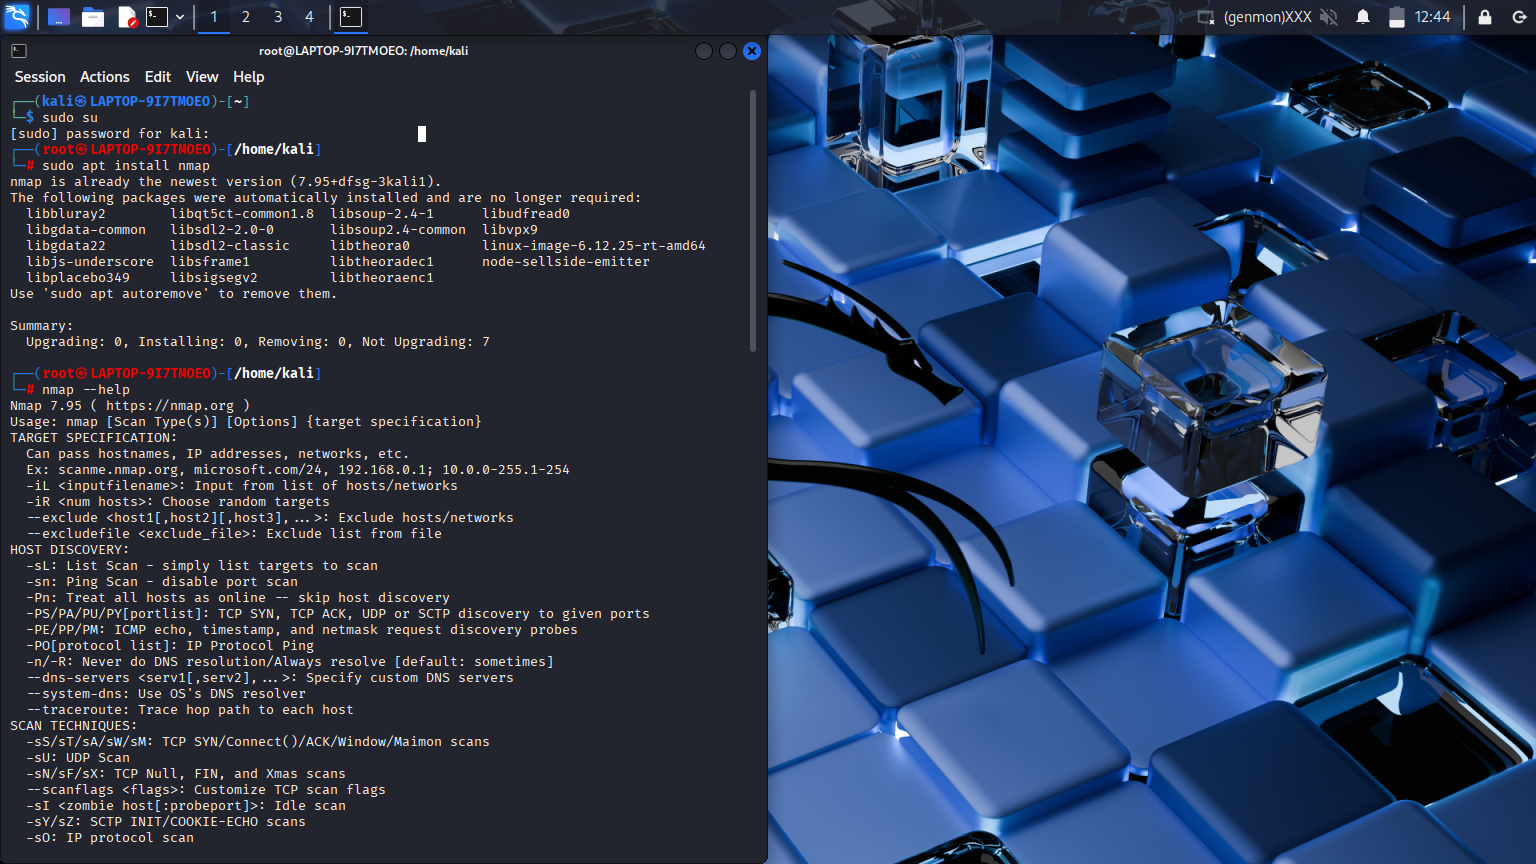 1 2 3 4 (genmon)XXX 12:44
root@LAPTOP-9I7TMOEO: /home/kali
Session Actions Edit View Help
┌──(kali㉿LAPTOP-9I7TMOEO)-[~]
└─$ sudo su
[sudo] password for kali:
┌──(root㉿LAPTOP-9I7TMOEO)-[/home/kali]
└─# sudo apt install nmap
nmap is already the newest version (7.95+dfsg-3kali1).
The following packages were automatically installed and are no longer required:
  libbluray2        libqt5ct-common1.8  libsoup-2.4-1      libudfread0
  libgdata-common   libsdl2-2.0-0       libsoup2.4-common  libvpx9
  libgdata22        libsdl2-classic     libtheora0         linux-image-6.12.25-rt-amd64
  libjs-underscore  libsframe1          libtheoradec1      node-sellside-emitter
  libplacebo349     libsigsegv2         libtheoraenc1
Use 'sudo apt autoremove' to remove them.

Summary:
  Upgrading: 0, Installing: 0, Removing: 0, Not Upgrading: 7

┌──(root㉿LAPTOP-9I7TMOEO)-[/home/kali]
└─# nmap --help
Nmap 7.95 ( https://nmap.org )
Usage: nmap [Scan Type(s)] [Options] {target specification}
TARGET SPECIFICATION:
  Can pass hostnames, IP addresses, networks, etc.
  Ex: scanme.nmap.org, microsoft.com/24, 192.168.0.1; 10.0.0-255.1-254
  -iL <inputfilename>: Input from list of hosts/networks
  -iR <num hosts>: Choose random targets
  --exclude <host1[,host2][,host3],...>: Exclude hosts/networks
  --excludefile <exclude_file>: Exclude list from file
HOST DISCOVERY:
  -sL: List Scan - simply list targets to scan
  -sn: Ping Scan - disable port scan
  -Pn: Treat all hosts as online -- skip host discovery
  -PS/PA/PU/PY[portlist]: TCP SYN, TCP ACK, UDP or SCTP discovery to given ports
  -PE/PP/PM: ICMP echo, timestamp, and netmask request discovery probes
  -PO[protocol list]: IP Protocol Ping
  -n/-R: Never do DNS resolution/Always resolve [default: sometimes]
  --dns-servers <serv1[,serv2],...>: Specify custom DNS servers
  --system-dns: Use OS's DNS resolver
  --traceroute: Trace hop path to each host
SCAN TECHNIQUES:
  -sS/sT/sA/sW/sM: TCP SYN/Connect()/ACK/Window/Maimon scans
  -sU: UDP Scan
  -sN/sF/sX: TCP Null, FIN, and Xmas scans
  --scanflags <flags>: Customize TCP scan flags
  -sI <zombie host[:probeport]>: Idle scan
  -sY/sZ: SCTP INIT/COOKIE-ECHO scans
  -sO: IP protocol scan